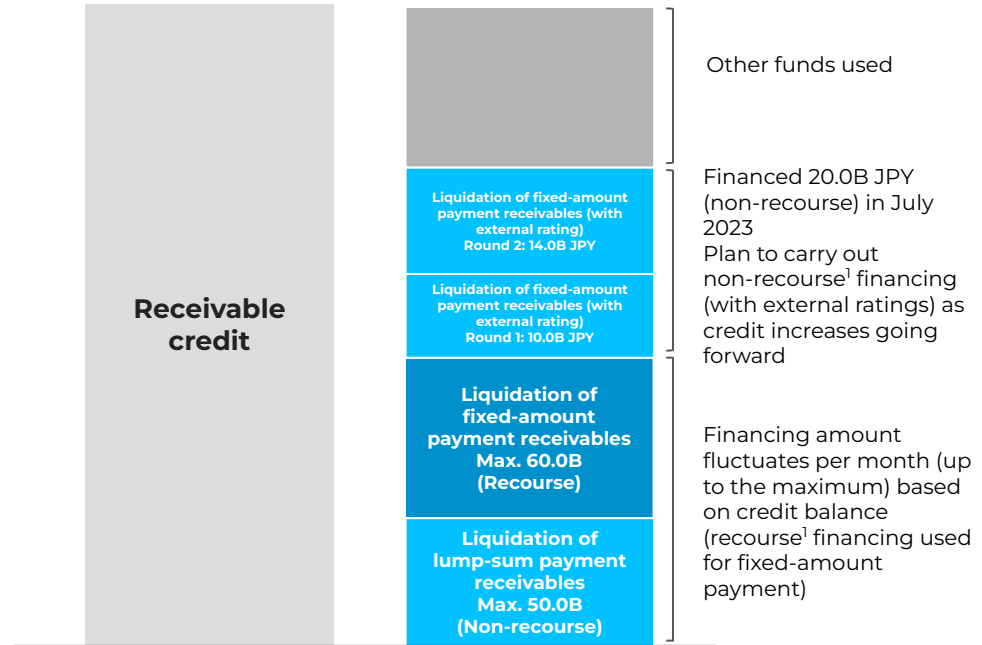 Receivable
credit
Other funds used
Liquidation of fixed-amount
payment receivables (with
external rating)
Round 2: 14.0B JPY
Liquidation of fixed-amount
payment receivables (with
external rating)
Round 1: 10.0B JPY
Financed 20.0B JPY
(non-recourse) in July
2023
Plan to carry out
non-recourse¹ financing
(with external ratings) as
credit increases going
forward
Liquidation of
fixed-amount
payment receivables
Max. 60.0B
(Recourse)
Liquidation of
lump-sum payment
receivables
Max. 50.0B
(Non-recourse)
Financing amount
fluctuates per month (up
to the maximum) based
on credit balance
(recourse¹ financing used
for fixed-amount
payment)